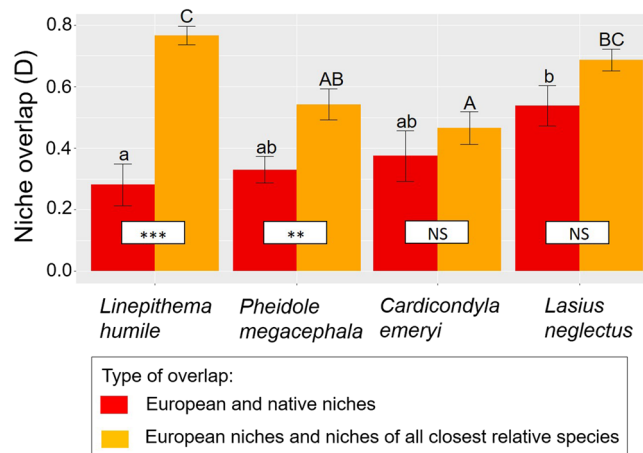 Niche overlap (D)
0.8
0.6
0.4
0.2
0.0
a
C
ab
AB
ab
A
b
BC
***
**
NS
NS
Linepithema
humile
Pheidole
megacephala
Cardicondyla
emeryi
Lasius
neglectus
Type of overlap:
European and native niches
European niches and niches of all closest relative species